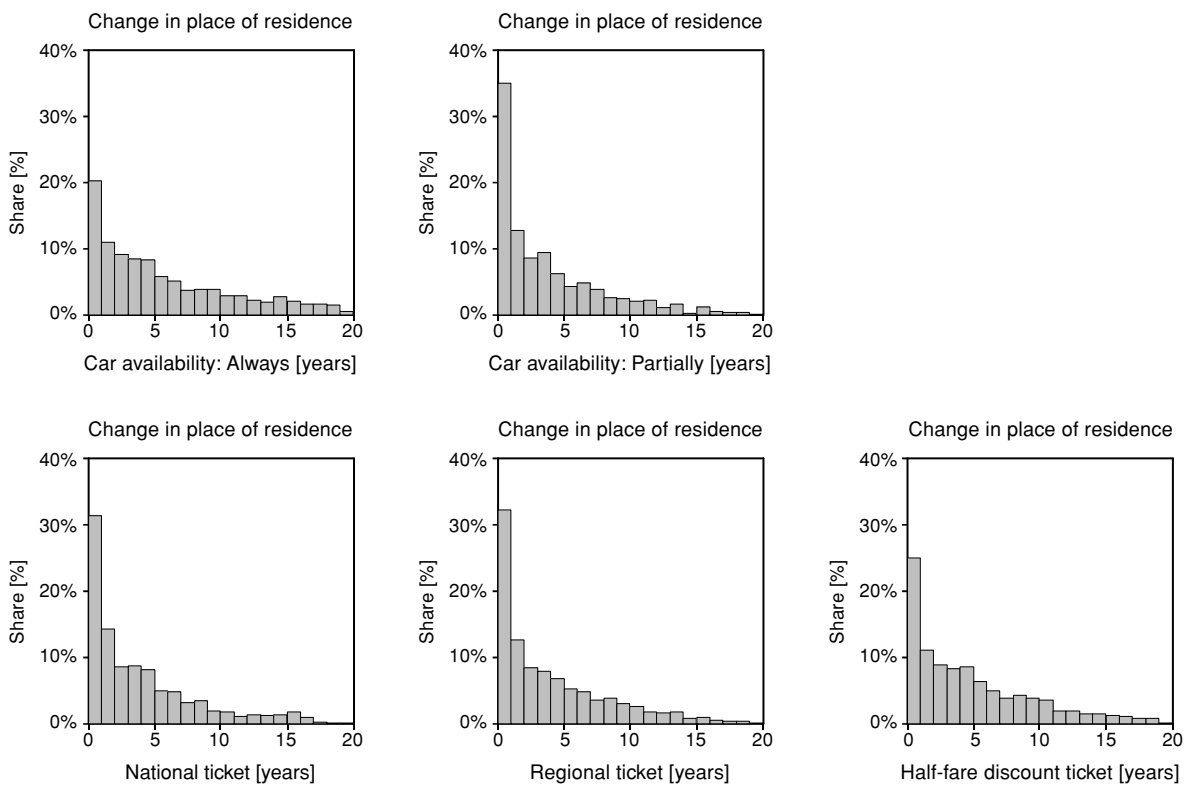 Change in place of residence
Share [%]
40%
30%
20%
10%
0%
0 5 10 15 20
Car availability: Always [years]
Change in place of residence
Share [%]
40%
30%
20%
10%
0%
0 5 10 15 20
Car availability: Partially [years]
Change in place of residence
Share [%]
40%
30%
20%
10%
0%
0 5 10 15 20
National ticket [years]
Change in place of residence
Share [%]
40%
30%
20%
10%
0%
0 5 10 15 20
Regional ticket [years]
Change in place of residence
Share [%]
40%
30%
20%
10%
0%
0 5 10 15 20
Half-fare discount ticket [years]